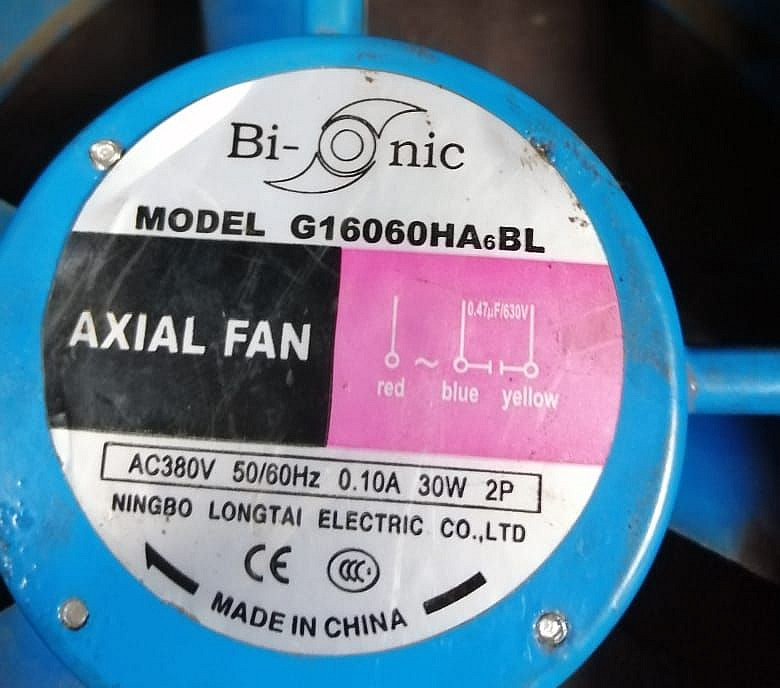 Bi-Onic
MODEL G16060HA6BL
AXIAL FAN
0.47µF/630V
red ~ blue yellow
AC380V 50/60Hz 0.10A 30W 2P
NINGBO LONGTAI ELECTRIC CO.,LTD
CE CCC
MADE IN CHINA